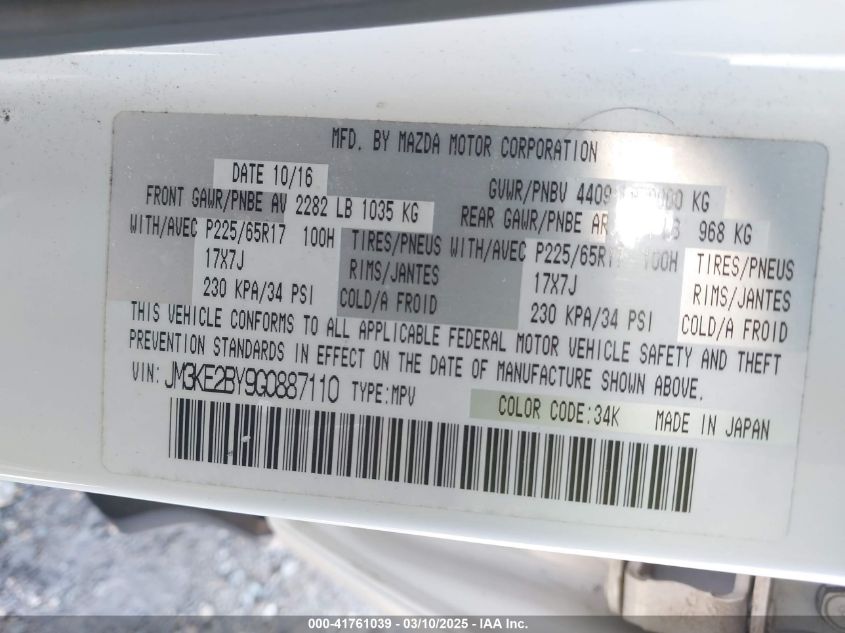 MFD. BY MAZDA MOTOR CORPORATION
DATE 10/16
GVWR/PNBV 4409 KG
FRONT GAWR/PNBE AV 2282 LB 1035 KG
REAR GAWR/PNBE AR 968 KG
WITH/AVEC P225/65R17 100H TIRES/PNEUS WITH/AVEC P225/65R17 100H TIRES/PNEUS
17X7J RIMS/JANTES 17X7J RIMS/JANTES
230 KPA/34 PSI COLD/A FROID 230 KPA/34 PSI COLD/A FROID
THIS VEHICLE CONFORMS TO ALL APPLICABLE FEDERAL MOTOR VEHICLE SAFETY AND THEFT
PREVENTION STANDARDS IN EFFECT ON THE DATE OF MANUFACTURE SHOWN ABOVE.
VIN: JM3KE2BY9G0887110 TYPE:MPV
COLOR CODE:34K MADE IN JAPAN
000-41761039 - 03/10/2025 - IAA Inc.